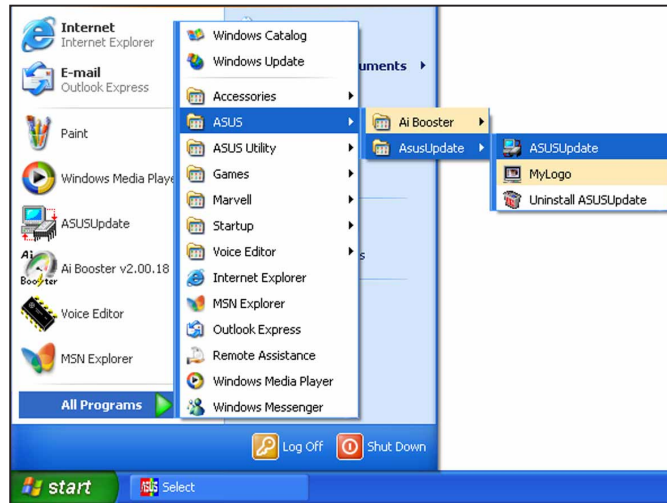 Internet
Internet Explorer
E-mail
Outlook Express
Paint
Windows Media Playe
ASUSUpdate
Ai Booster v2.00.18
Voice Editor
MSN Explorer
All Programs
Windows Catalog
Windows Update
Accessories
ASUS
ASUS Utility
Games
Marvell
Startup
Voice Editor
Internet Explorer
MSN Explorer
Outlook Express
Remote Assistance
Windows Media Player
Windows Messenger
uments
s
Ai Booster
AsusUpdate
ASUSUpdate
MyLogo
Uninstall ASUSUpdate
Log Off
Shut Down
start
Select